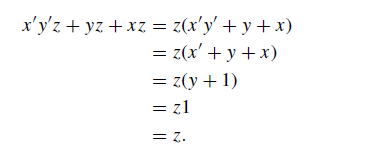 x'y'z + yz + xz = z(x'y' + y + x)
= z(x' + y + x)
= z(y + 1)
= z1
= z.